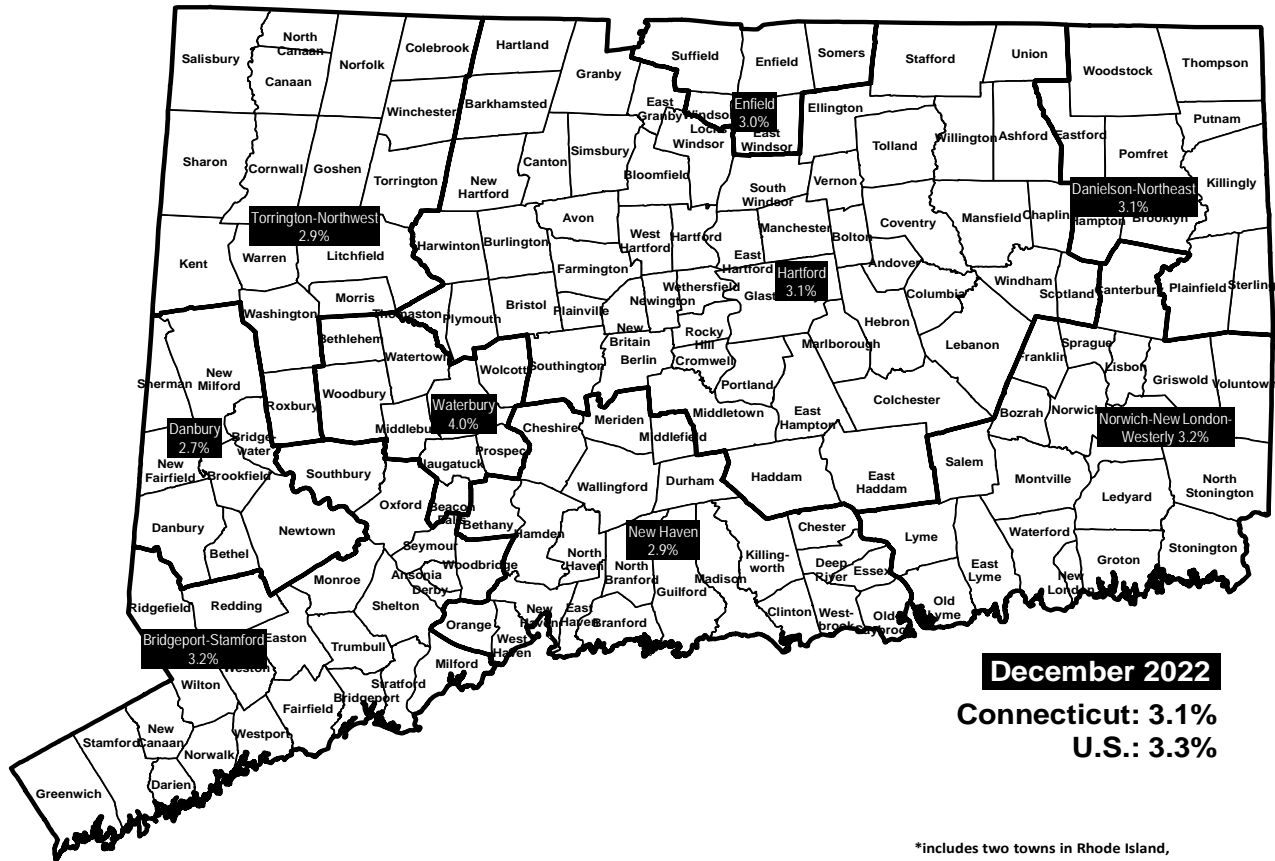 North
Canaan
Colebrook
Hartland
Suffield
Enfield
Somers
Stafford
Union
Salisbury
Canaan
Norfolk
Granby
Woodstock
Thompson
Winchester
Barkhamsted
East
Granby
Windsor
Locks
Enfield
3.0%
East
Windsor
Ellington
Putnam
Sharon
Cornwall
Goshen
Torrington
New
Hartford
Canton
Simsbury
Bloomfield
Windsor
Tolland
Willington
Ashford
Eastford
Pomfret
Killingly
South
Windsor
Vernon
Torrington-Northwest
2.9%
Danielson-Northeast
3.1%
Hampton
Brooklyn
Mansfield
Chaplin
Coventry
Avon
West
Hartford
Hartford
Manchester
Bolton
Harwinton
Burlington
Kent
Warren
Litchfield
East
Hartford
Farmington
Andover
Hartford
3.1%
Glast
Wethersfield
Newington
Windham
Scotland
Canterbury
Plainfield
Sterling
Columbia
Morris
Washington
Thomaston
Plymouth
Bristol
Plainville
New
Britain
Berlin
Rocky
Hill
Cromwell
Marlborough
Hebron
Lebanon
Franklin
Sprague
Lisbon
Griswold
Voluntown
Bethlehem
Watertown
Wolcott
Southington
Sherman
New
Milford
Roxbury
Woodbury
Portland
Colchester
Bozrah
Norwich
Waterbury
4.0%
Middlebu
Cheshire
Meriden
Middlefield
Middletown
East
Hampton
Norwich-New London-
Westerly 3.2%
Danbury
2.7%
Bridge-
water
New
Fairfield
Brookfield
Southbury
Naugatuck
Prospect
Wallingford
Durham
Haddam
East
Haddam
Salem
Montville
Ledyard
North
Stonington
Danbury
Bethel
Newtown
Oxford
Beacon
Falls
Bethany
Hamden
New Haven
2.9%
Chester
Lyme
Waterford
Groton
Stonington
Seymour
Woodbridge
North
Haven
North
Branford
Guilford
Madison
Killing-
worth
Deep
River
Essex
East
Lyme
New
London
Monroe
Ansonia
Derby
Shelton
Ridgefield
Redding
Orange
West
Haven
New
Haven
East
Haven
Branford
Clinton
West-
brook
Old
Saybrook
Old
Lyme
Bridgeport-Stamford
3.2%
Easton
Weston
Trumbull
Milford
Wilton
Fairfield
Bridgeport
Stratford
Stamford
New
Canaan
Norwalk
Westport
Greenwich
Darien
December 2022
Connecticut: 3.1%
U.S.: 3.3%
*includes two towns in Rhode Island,